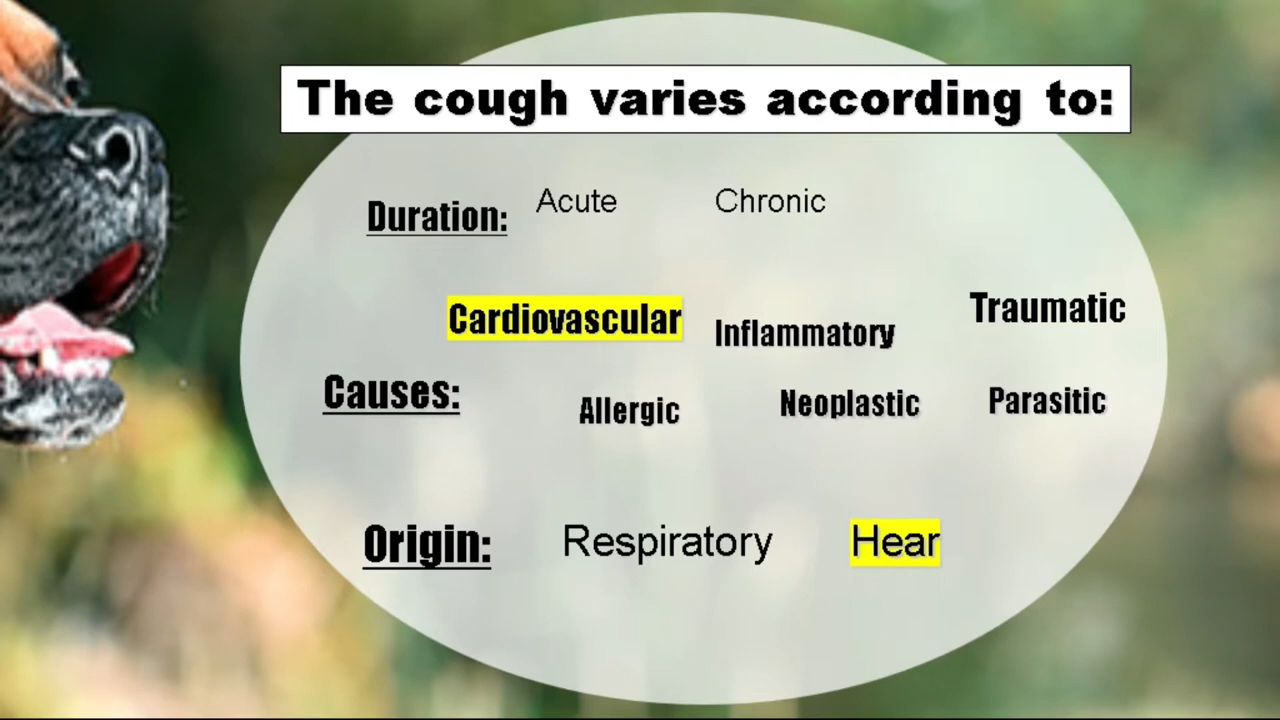 The cough varies according to:
Duration: Acute Chronic
Cardiovascular Inflammatory Traumatic
Causes: Allergic Neoplastic Parasitic
Origin: Respiratory Hear